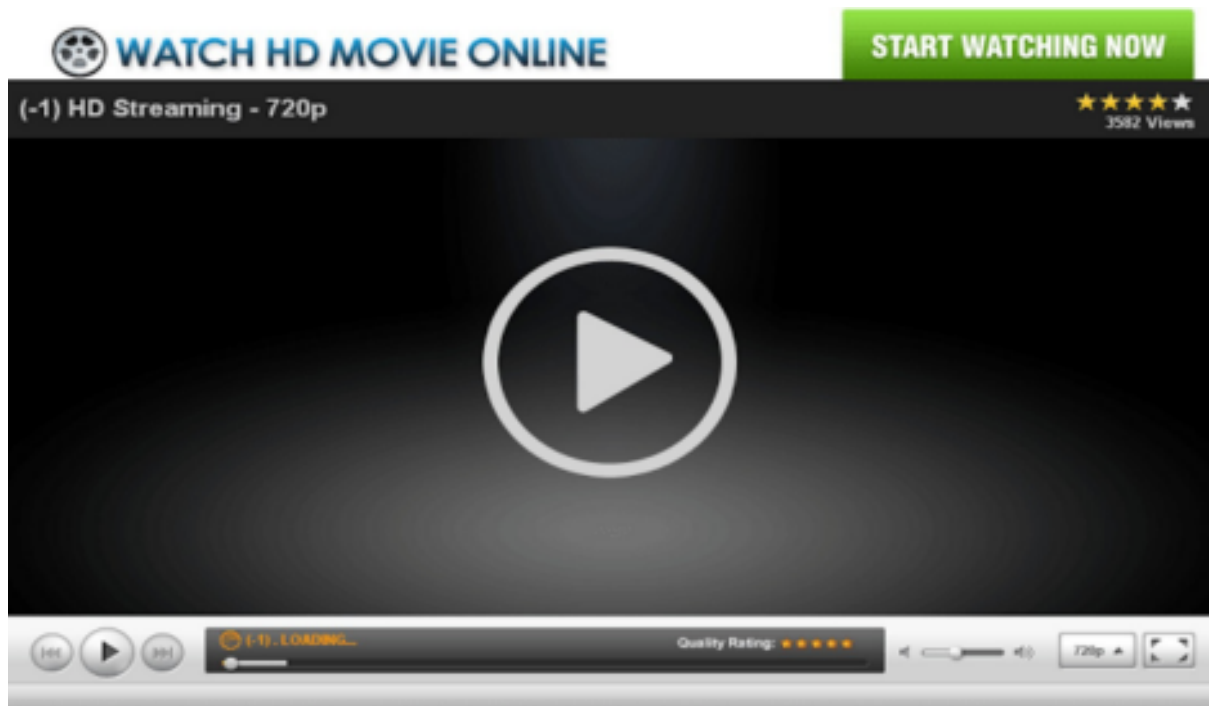 WATCH HD MOVIE ONLINE
START WATCHING NOW
(-1) HD Streaming - 720p
3582 Views
(-1) . LOADING...
Quality Rating:
720p